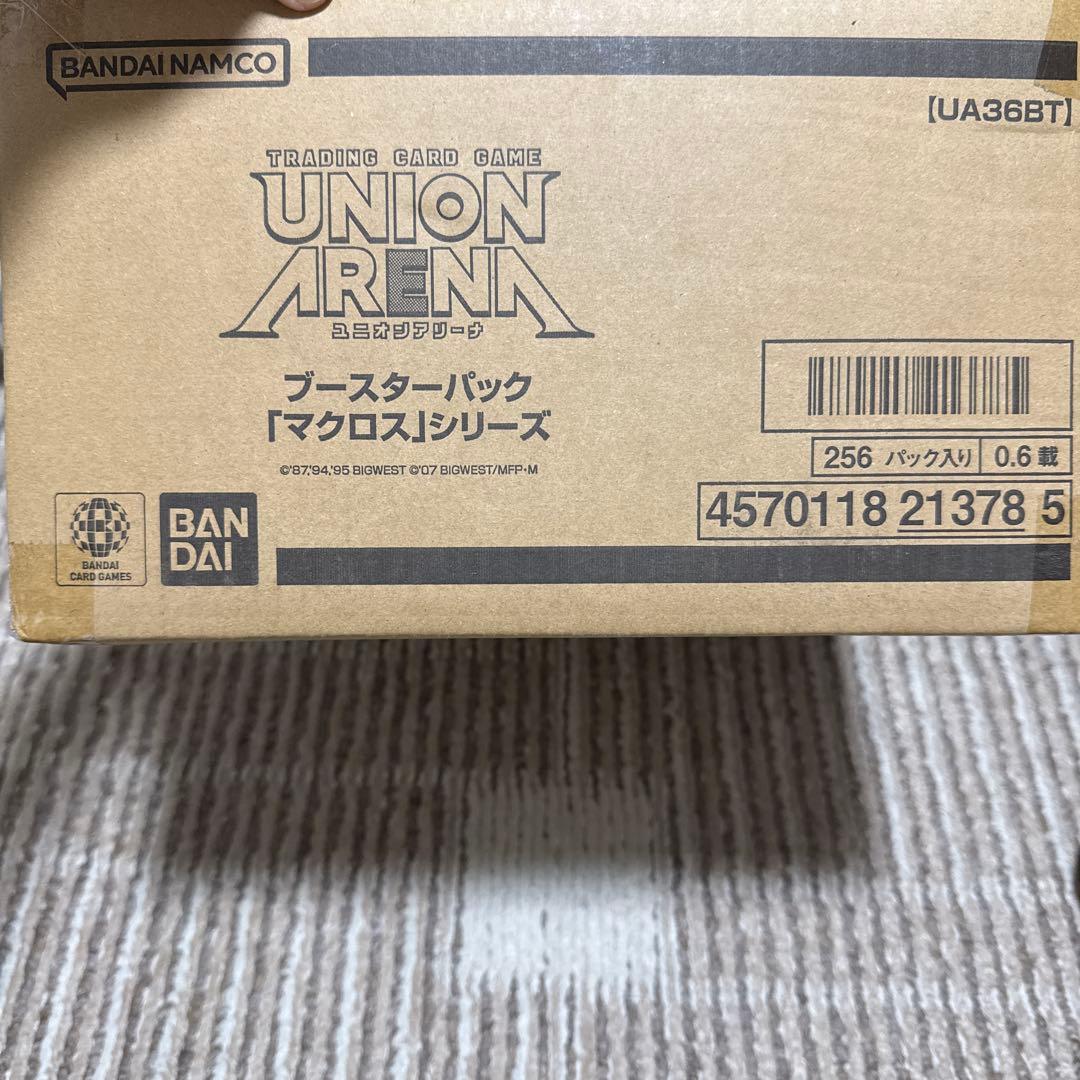 BANDAI NAMCO
【UA36BT】
TRADING CARD GAME
UNION
ARENA
ユニオンアリーナ
ブースターパック
「マクロス」シリーズ
©'87,'94,'95 BIGWEST ©'07 BIGWEST/MFP・M
256 パック入り 0.6 載
4570118 21378 5
BANDAI
CARD GAMES
BAN
DAI